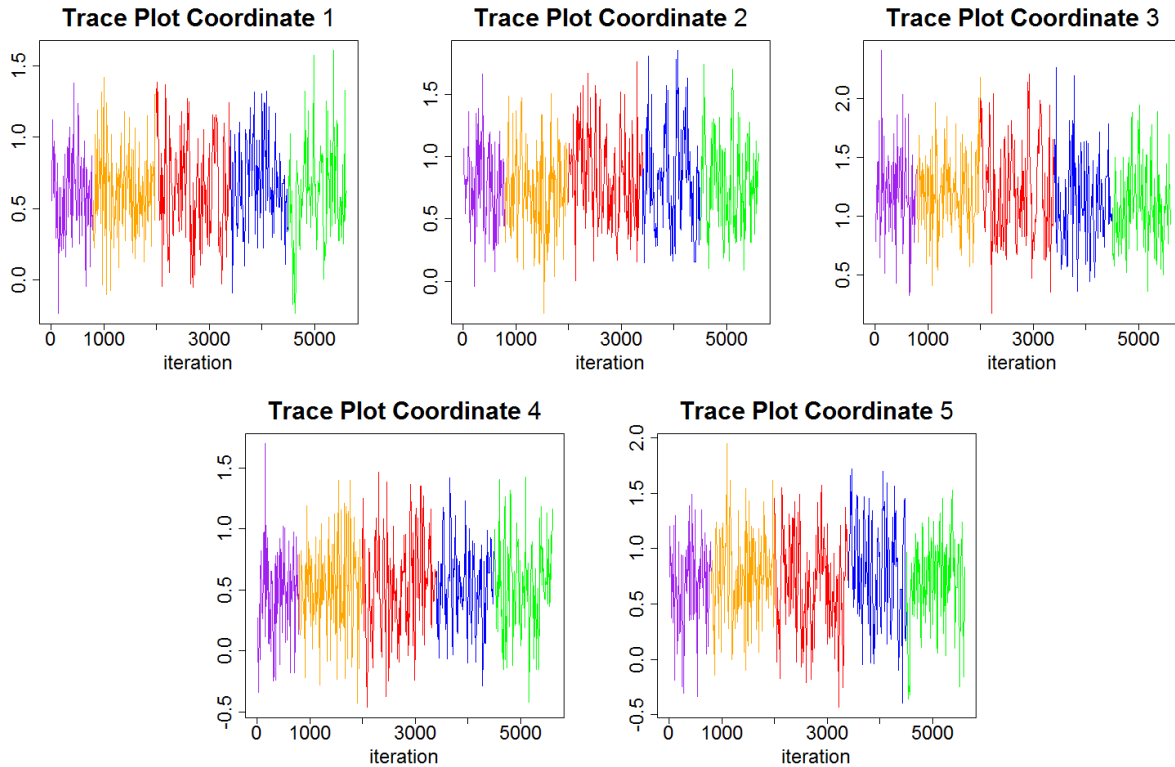 Trace Plot Coordinate 1
1.5
1.0
0.5
0.0
0 1000 3000 5000
iteration
Trace Plot Coordinate 2
1.5
1.0
0.5
0.0
0 1000 3000 5000
iteration
Trace Plot Coordinate 3
2.0
1.5
1.0
0.5
0 1000 3000 5000
iteration
Trace Plot Coordinate 4
1.5
1.0
0.5
0.0
-0.5
0 1000 3000 5000
iteration
Trace Plot Coordinate 5
2.0
1.5
1.0
0.5
0.0
-0.5
0 1000 3000 5000
iteration